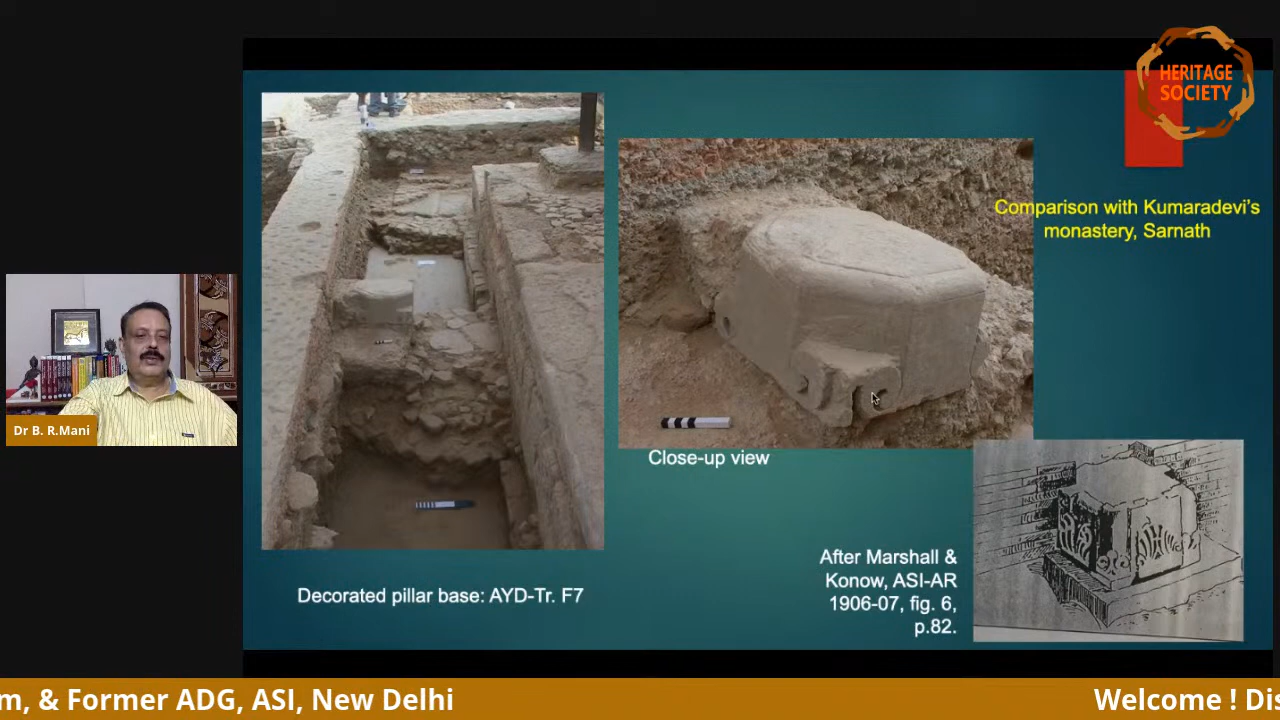 HERITAGE
SOCIETY
Comparison with Kumaradevi's
monastery, Sarnath
Dr B. R.Mani
Close-up view
After Marshall &
Konow, ASI-AR
1906-07, fig. 6,
p.82.
Decorated pillar base: AYD-Tr. F7
m, & Former ADG, ASI, New Delhi
Welcome ! Dis